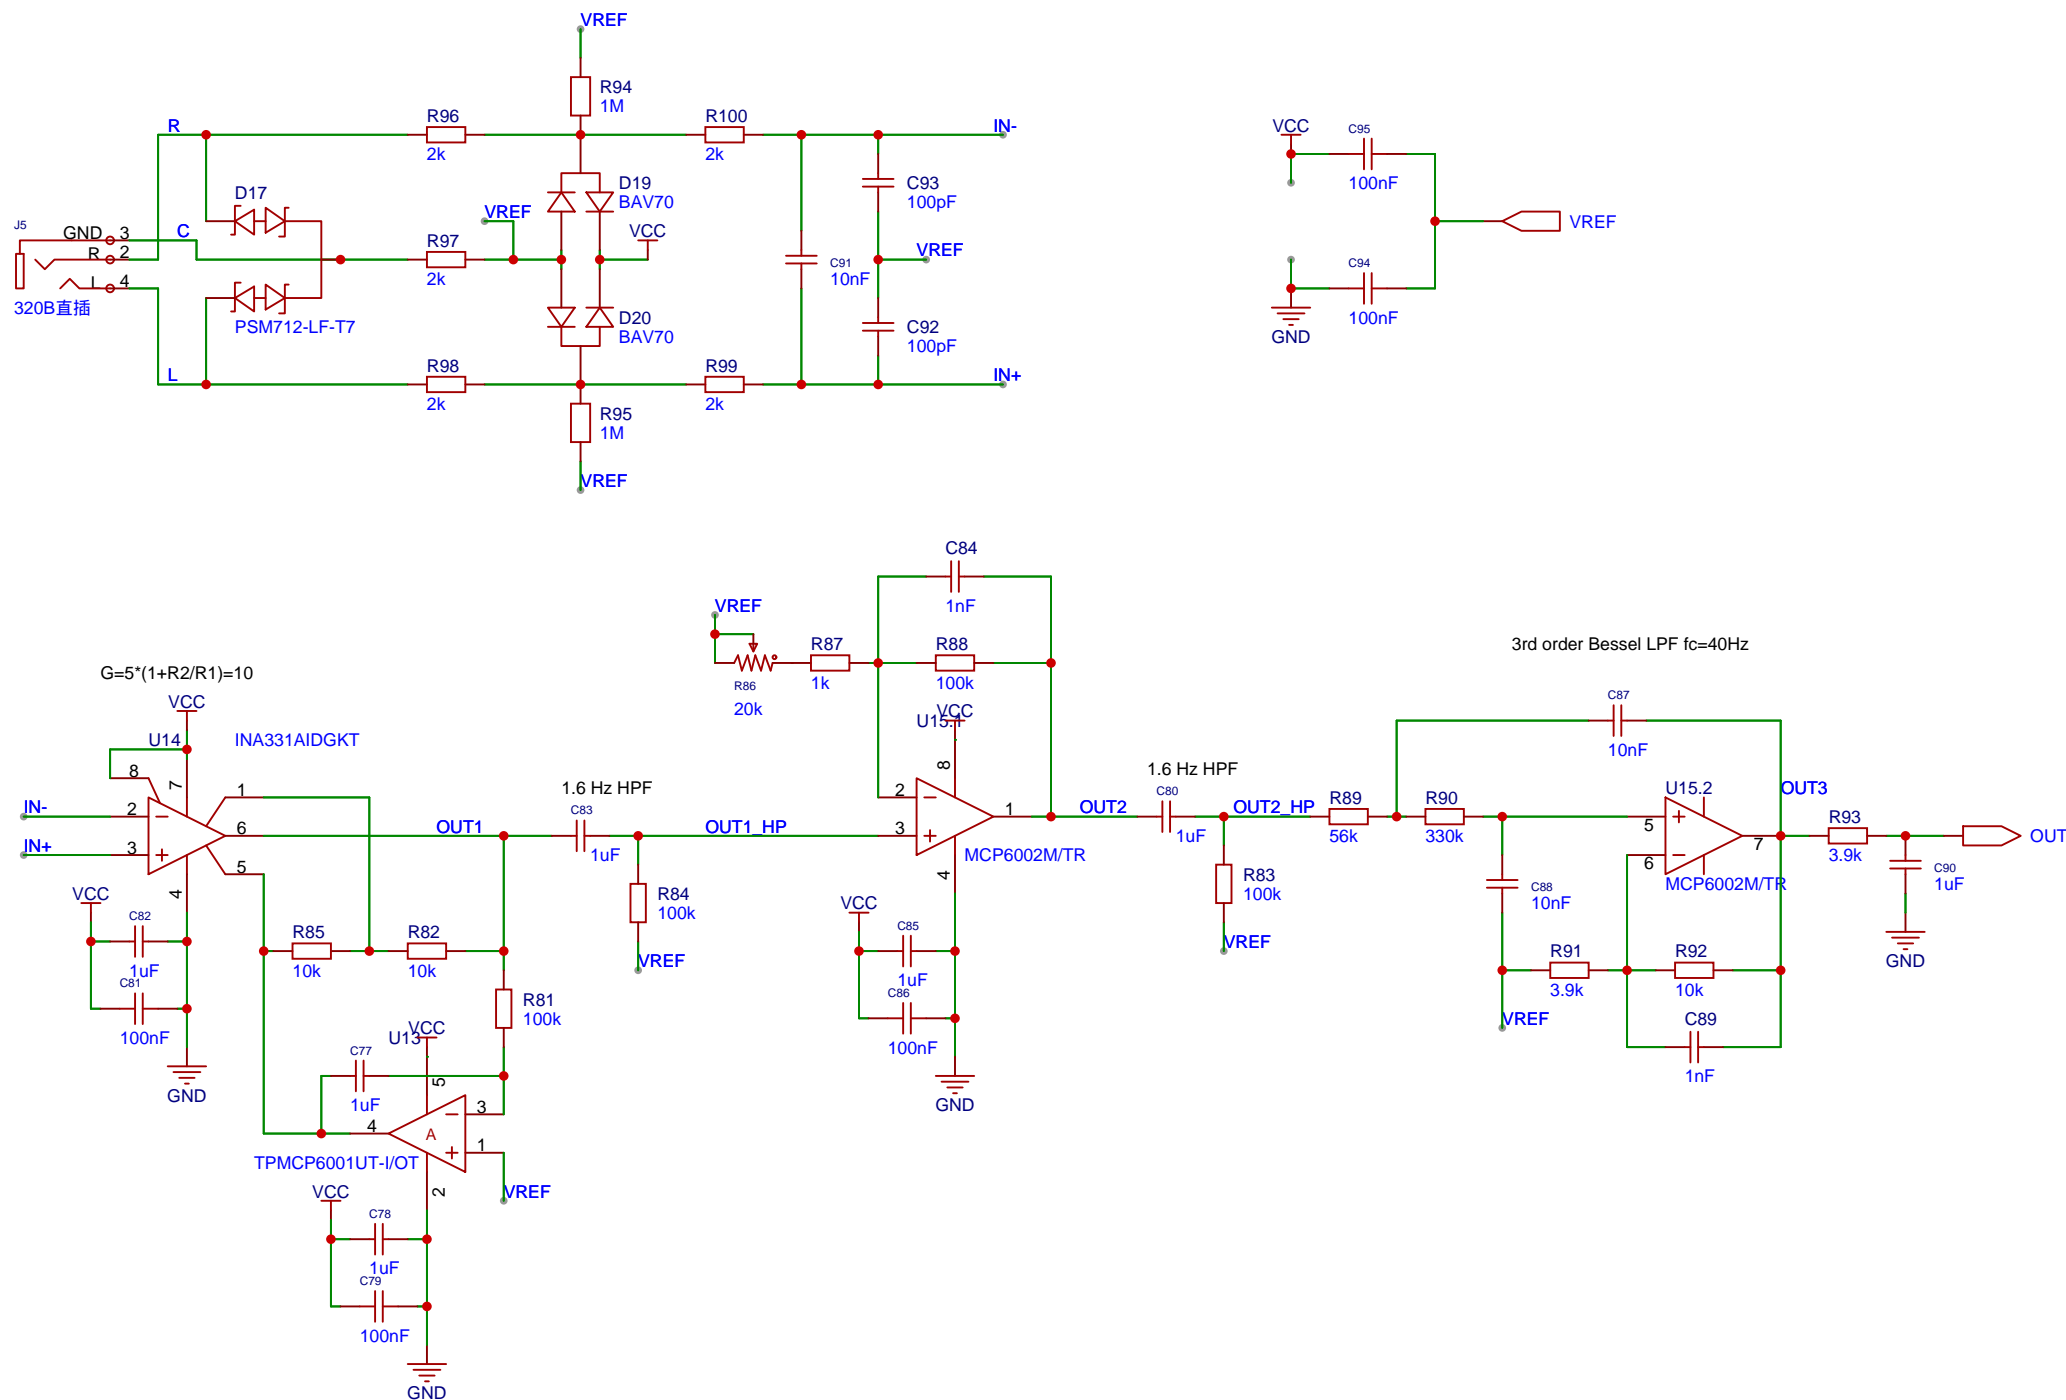 VREF
R94
1M
R
R96
2k
R100
2k
IN-
D17
D19
BAV70
VREF
VCC
J5
GND 3
R 2
L 4
C
R97
2k
320B直插
PSM712-LF-T7
D20
BAV70
C91
10nF
C93
100pF
VREF
C92
100pF
L
R98
2k
R99
2k
IN+
R95
1M
VREF
VCC
C95
100nF
VREF
C94
100nF
GND
G=5*(1+R2/R1)=10
VCC
U14
INA331AIDGKT
8
7
1
IN-
2
6
OUT1
IN+
3
5
4
VCC
C82
1uF
C81
100nF
GND
R85
10k
R82
10k
R81
100k
C77
1uF
U13
VCC
5
3
4
A
1
TPMCP6001UT-I/OT
2
VREF
VCC
C78
1uF
C79
100nF
GND
1.6 Hz HPF
C83
1uF
OUT1_HP
R84
100k
VREF
C84
1nF
VREF
R86
20k
R87
1k
R88
100k
U15.1
VCC
8
2
1
3
OUT2
MCP6002M/TR
4
VCC
C85
1uF
C86
100nF
GND
1.6 Hz HPF
C80
1uF
OUT2_HP
R83
100k
VREF
3rd order Bessel LPF fc=40Hz
C87
10nF
R89
56k
R90
330k
U15.2
OUT3
5
7
6
MCP6002M/TR
C88
10nF
R91
3.9k
R92
10k
VREF
C89
1nF
R93
3.9k
OUT
C90
1uF
GND